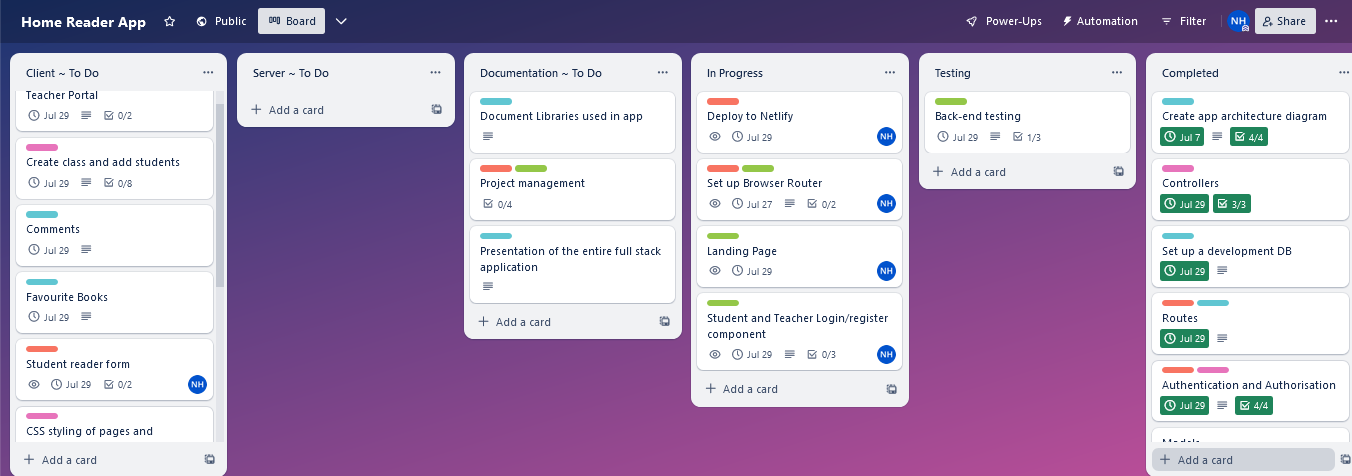 Home Reader App
Public
Board
Power-Ups
Automation
Filter
NH
Share
Client ~ To Do
Teacher Portal
Jul 29
0/2
Create class and add students
Jul 29
0/8
Comments
Jul 29
Favourite Books
Jul 29
Student reader form
Jul 29
0/2
NH
CSS styling of pages and
Add a card
Server ~ To Do
Add a card
Documentation ~ To Do
Document Libraries used in app
Project management
0/4
Presentation of the entire full stack
application
Add a card
In Progress
Deploy to Netlify
Jul 29
NH
Set up Browser Router
Jul 27
0/2
NH
Landing Page
Jul 29
NH
Student and Teacher Login/register
component
Jul 29
0/3
NH
Add a card
Testing
Back-end testing
Jul 29
1/3
Add a card
Completed
Create app architecture diagram
Jul 7
4/4
Controllers
Jul 29
3/3
Set up a development DB
Jul 29
Routes
Jul 29
Authentication and Authorisation
Jul 29
4/4
Models
Add a card